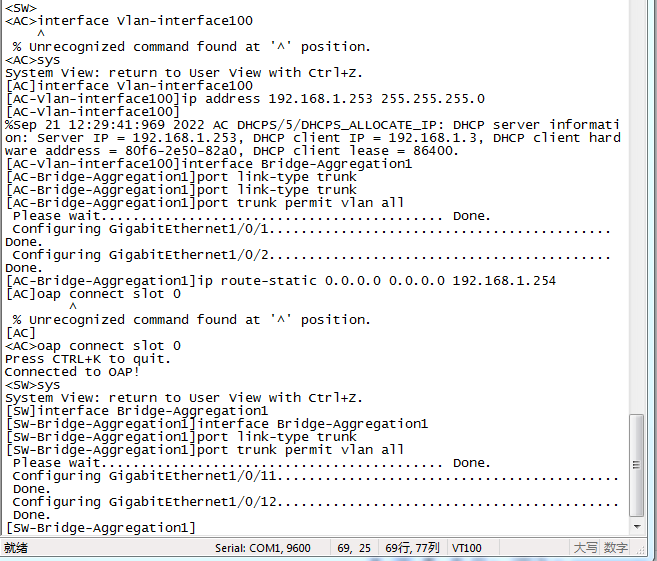 <SW>
<AC>interface Vlan-interface100
^
% Unrecognized command found at '^' position.
<AC>sys
System View: return to User View with Ctrl+Z.
[AC]interface Vlan-interface100
[AC-Vlan-interface100]ip address 192.168.1.253 255.255.255.0
[AC-Vlan-interface100]
%Sep 21 12:29:41:969 2022 AC DHCPS/5/DHCPS_ALLOCATE_IP: DHCP server informati
on: Server IP = 192.168.1.253, DHCP client IP = 192.168.1.3, DHCP client hard
ware address = 80f6-2e50-82a0, DHCP client lease = 86400.
[AC-Vlan-interface100]interface Bridge-Aggregation1
[AC-Bridge-Aggregation1]port link-type trunk
[AC-Bridge-Aggregation1]port link-type trunk
[AC-Bridge-Aggregation1]port trunk permit vlan all
Please wait........................................... Done.
Configuring GigabitEthernet1/0/1...........................................
Done.
Configuring GigabitEthernet1/0/2...........................................
Done.
[AC-Bridge-Aggregation1]ip route-static 0.0.0.0 0.0.0.0 192.168.1.254
[AC]oap connect slot 0
^
% Unrecognized command found at '^' position.
[AC]
<AC>oap connect slot 0
Press CTRL+K to quit.
Connected to OAP!
<SW>sys
System View: return to User View with Ctrl+Z.
[SW]interface Bridge-Aggregation1
[SW-Bridge-Aggregation1]interface Bridge-Aggregation1
[SW-Bridge-Aggregation1]port link-type trunk
[SW-Bridge-Aggregation1]port trunk permit vlan all
Please wait........................................... Done.
Configuring GigabitEthernet1/0/11...........................................
Done.
Configuring GigabitEthernet1/0/12...........................................
Done.
[SW-Bridge-Aggregation1]
就绪 Serial: COM1, 9600 69, 25 69行, 77列 VT100 大写 数字